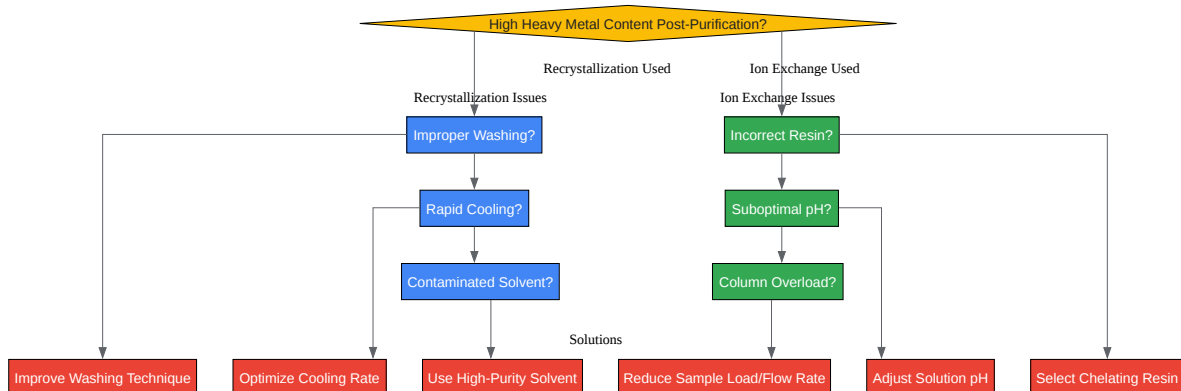 High Heavy Metal Content Post-Purification?
Recrystallization Used
Ion Exchange Used
Recrystallization Issues
Ion Exchange Issues
Improper Washing?
Incorrect Resin?
Rapid Cooling?
Suboptimal pH?
Contaminated Solvent?
Column Overload?
Solutions
Improve Washing Technique
Optimize Cooling Rate
Use High-Purity Solvent
Reduce Sample Load/Flow Rate
Adjust Solution pH
Select Chelating Resin